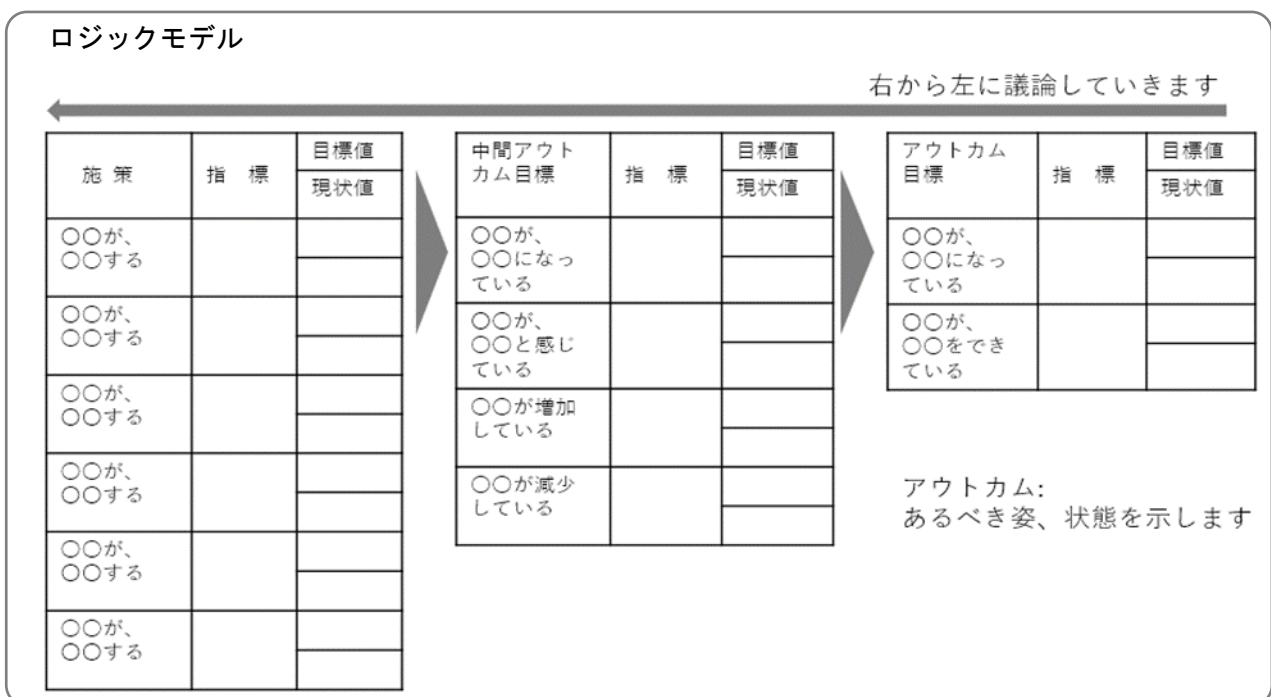 ロジックモデル
右から左に議論していきます
施 策
指 標
目標値
現状値
○○が、
○○する
○○が、
○○する
○○が、
○○する
○○が、
○○する
○○が、
○○する
○○が、
○○する
中間アウト
カム目標
指 標
目標値
現状値
○○が、
○○になっ
ている
○○が、
○○と感じ
ている
○○が増加
している
○○が減少
している
アウトカム
目標
指 標
目標値
現状値
○○が、
○○になっ
ている
○○が、
○○をでき
ている
アウトカム:
あるべき姿、状態を示します